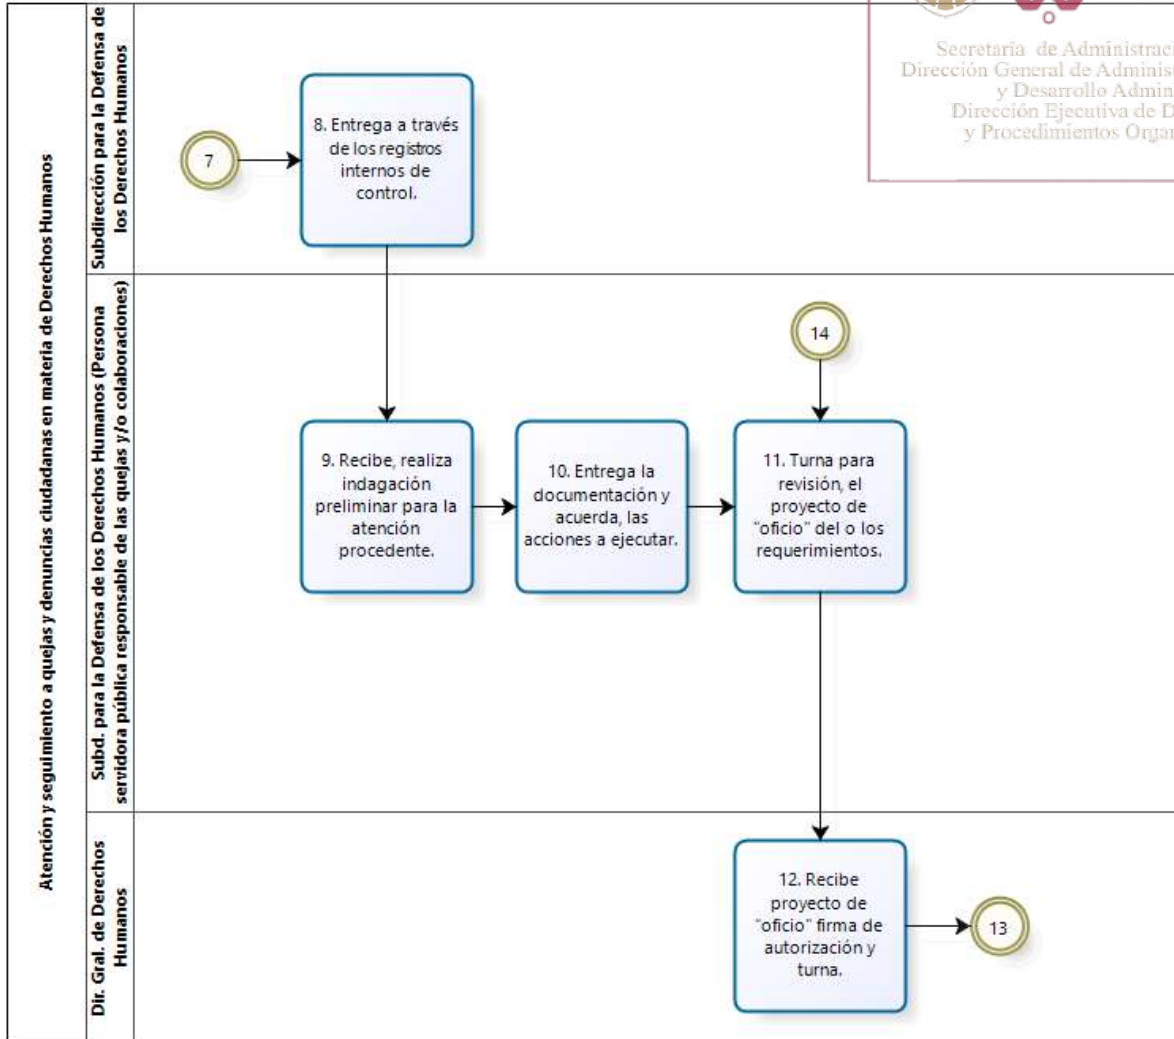 Secretaría de
Dirección General de
y Desarrollo
Dirección Ejecutiva de
y Procedimientos
Atención y seguimiento a quejas y denuncias ciudadanas en materia de Derechos Humanos
Subdirección para la Defensa de
los Derechos Humanos
7
8. Entrega a través
de los registros
internos de
control.
Subd. para la Defensa de los Derechos Humanos (Persona
servidora pública responsable de las quejas y/o colaboraciones)
14
9. Recibe, realiza
indagación
preliminar para la
atención
procedente.
10. Entrega la
documentación y
acuerda, las
acciones a ejecutar.
11. Turna para
revisión, el
proyecto de
"oficio" del o los
requerimientos.
Dir. Gral. de Derechos
Humanos
12. Recibe
proyecto de
"oficio" firma de
autorización y
turna.
13